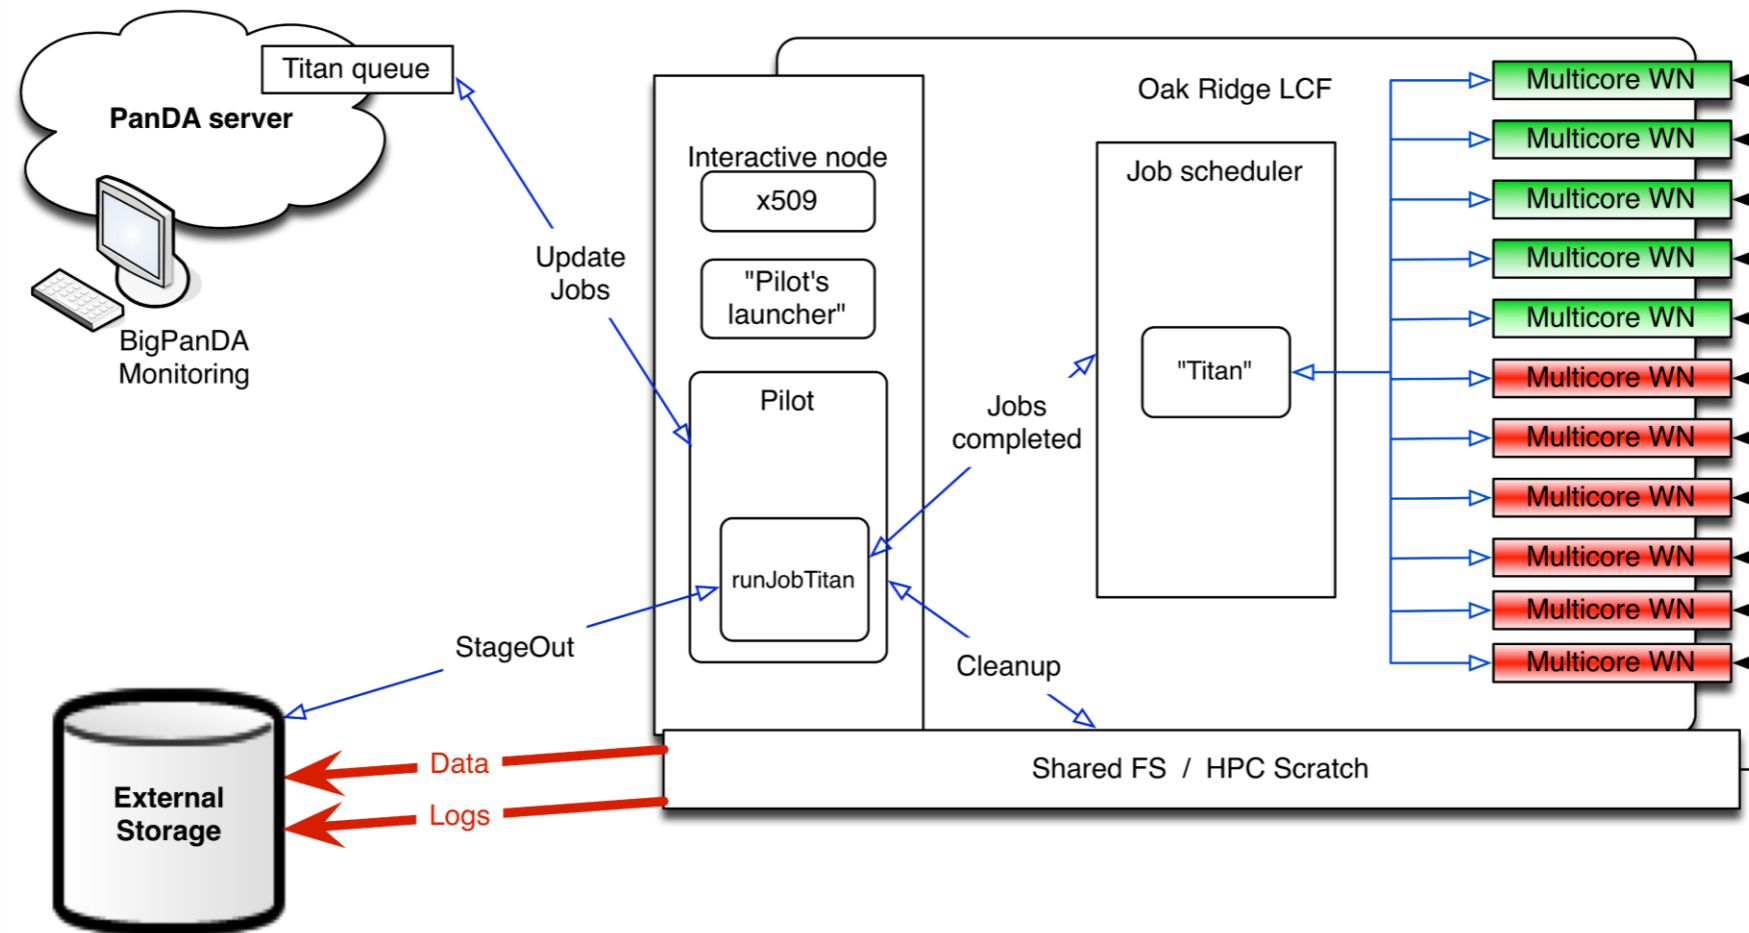 Titan queue
PanDA server
BigPanDA
Monitoring
Update
Jobs
Interactive node
x509
"Pilot's
launcher"
Pilot
runJobTitan
StageOut
Jobs
completed
Cleanup
Oak Ridge LCF
Job scheduler
"Titan"
Multicore WN
Multicore WN
Multicore WN
Multicore WN
Multicore WN
Multicore WN
Multicore WN
Multicore WN
Multicore WN
Multicore WN
Multicore WN
Shared FS / HPC Scratch
Data
Logs
External
Storage